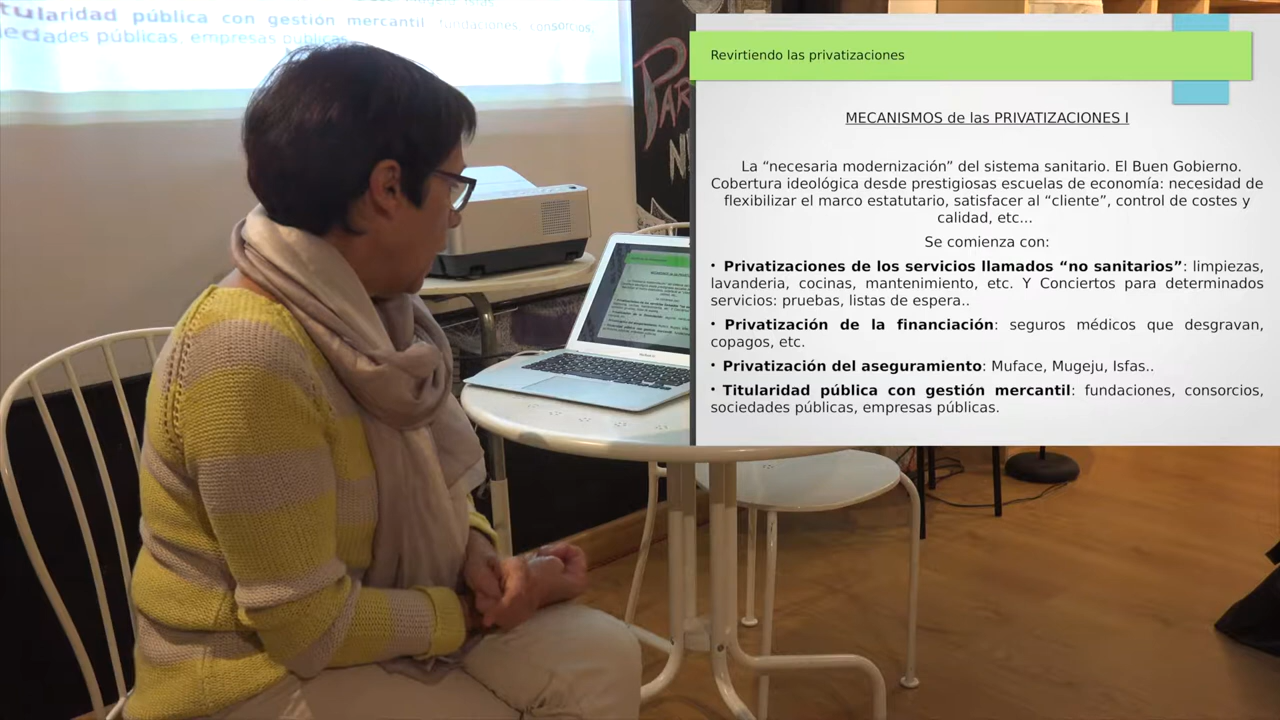 tularidad pública con gestión mercantil fundaciones, consorcios,
edades públicas, empresas públicas.
Revirtiendo las privatizaciones
MECANISMOS de las PRIVATIZACIONES I
La “necesaria modernización” del sistema sanitario. El Buen Gobierno.
Cobertura ideológica desde prestigiosas escuelas de economía: necesidad de
flexibilizar el marco estatutario, satisfacer al “cliente”, control de costes y
calidad, etc...
Se comienza con:
• Privatizaciones de los servicios llamados “no sanitarios”: limpiezas,
lavanderia, cocinas, mantenimiento, etc. Y Conciertos para determinados
servicios: pruebas, listas de espera..
• Privatización de la financiación: seguros médicos que desgravan,
copagos, etc.
• Privatización del aseguramiento: Muface, Mugeju, Isfas..
• Titularidad pública con gestión mercantil: fundaciones, consorcios,
sociedades públicas, empresas públicas.